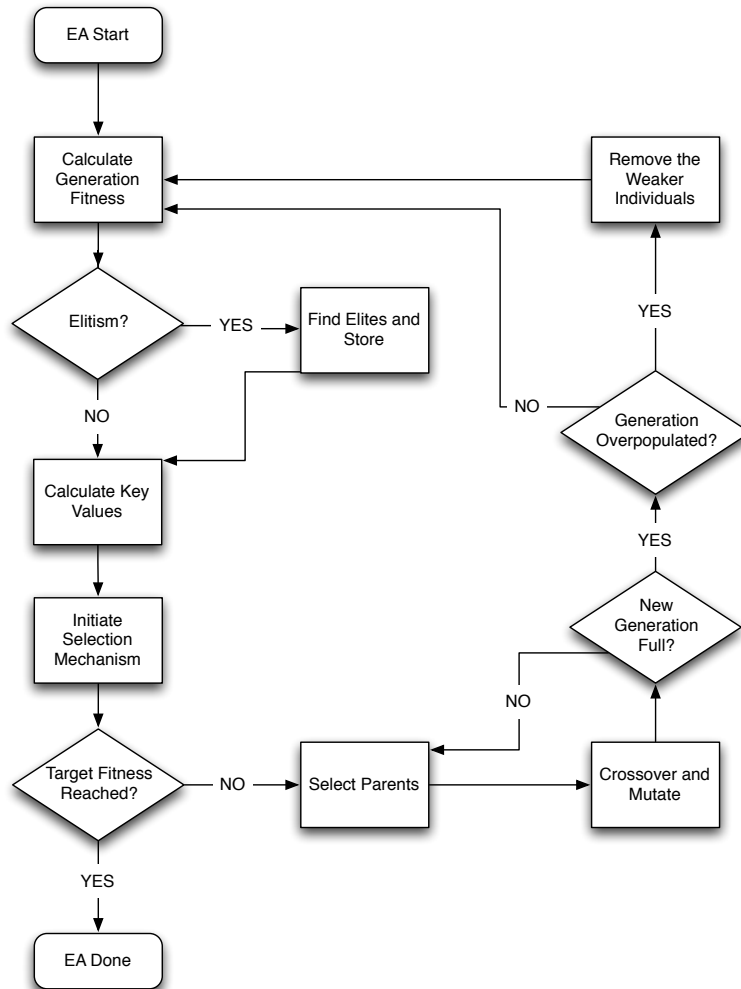 EA Start
Calculate
Generation
Fitness
Remove the
Weaker
Individuals
Elitism?
YES
Find Elites and
Store
YES
NO
NO
Generation
Overpopulated?
Calculate Key
Values
YES
Initiate
Selection
Mechanism
New
Generation
Full?
NO
Target Fitness
Reached?
NO
Select Parents
Crossover and
Mutate
YES
EA Done